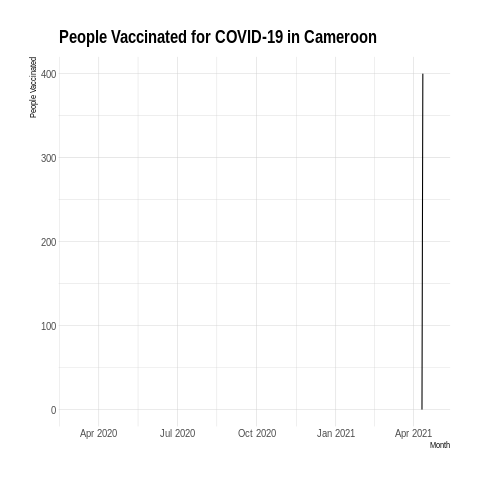 People Vaccinated for COVID-19 in Cameroon
People Vaccinated
400
300
200
100
0
Apr 2020 Jul 2020 Oct 2020 Jan 2021 Apr 2021
Month